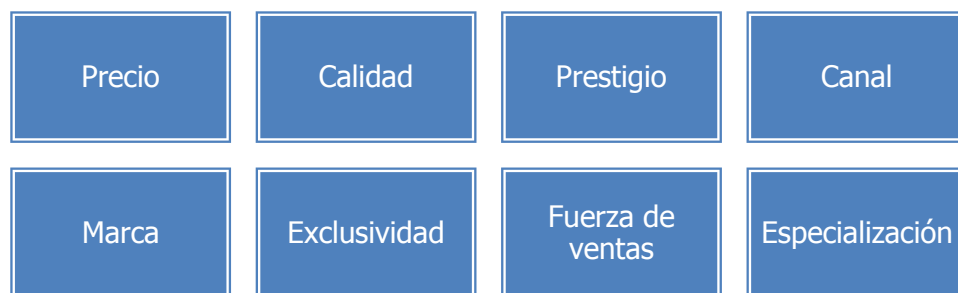 Precio
Calidad
Prestigio
Canal
Marca
Exclusividad
Fuerza de
ventas
Especialización